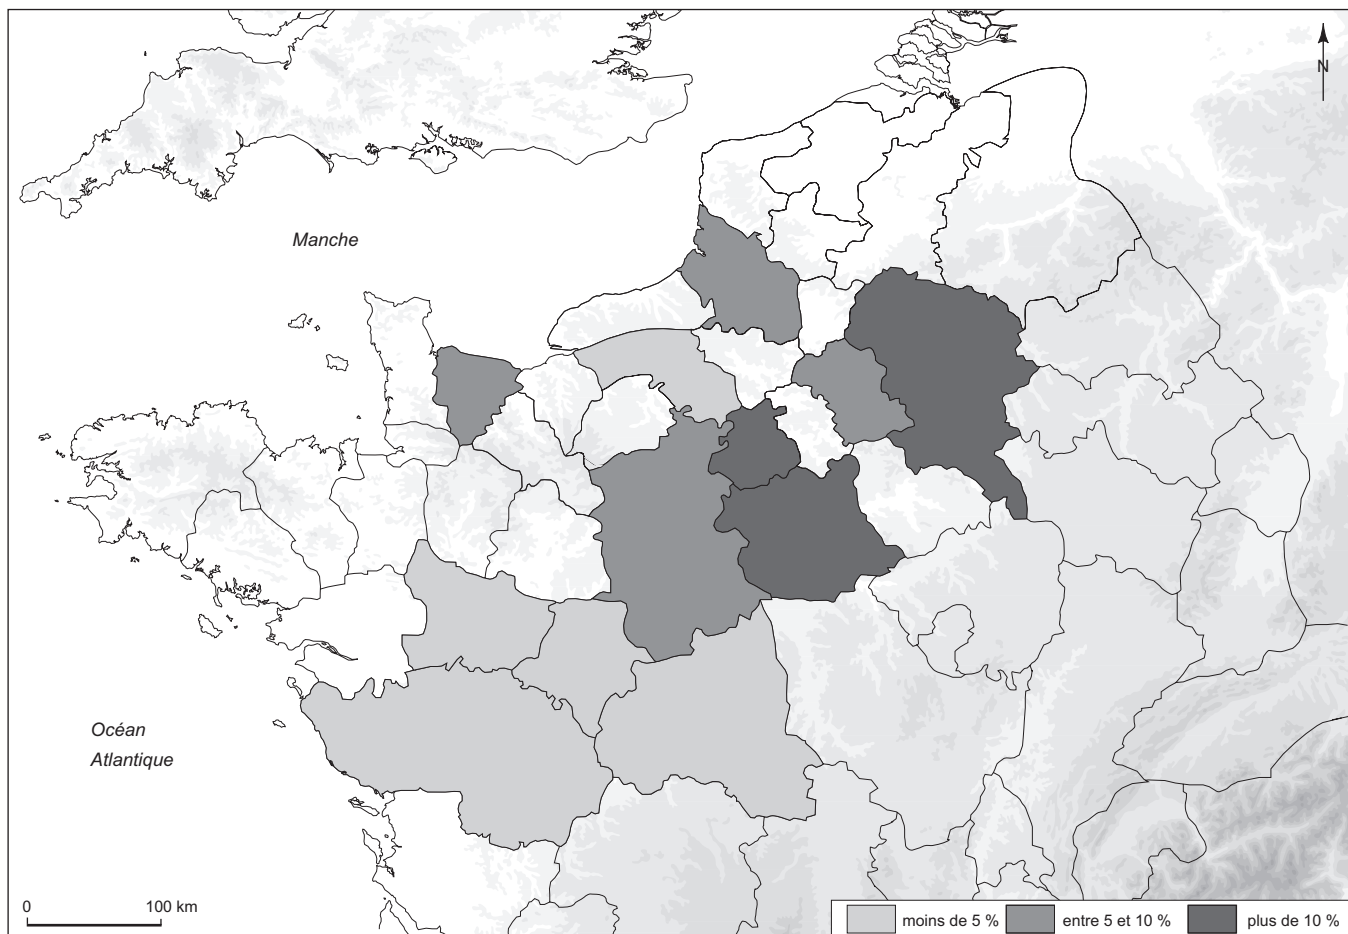 N
Manche
Océan
Atlantique
0 100 km
moins de 5 % entre 5 et 10 % plus de 10 %